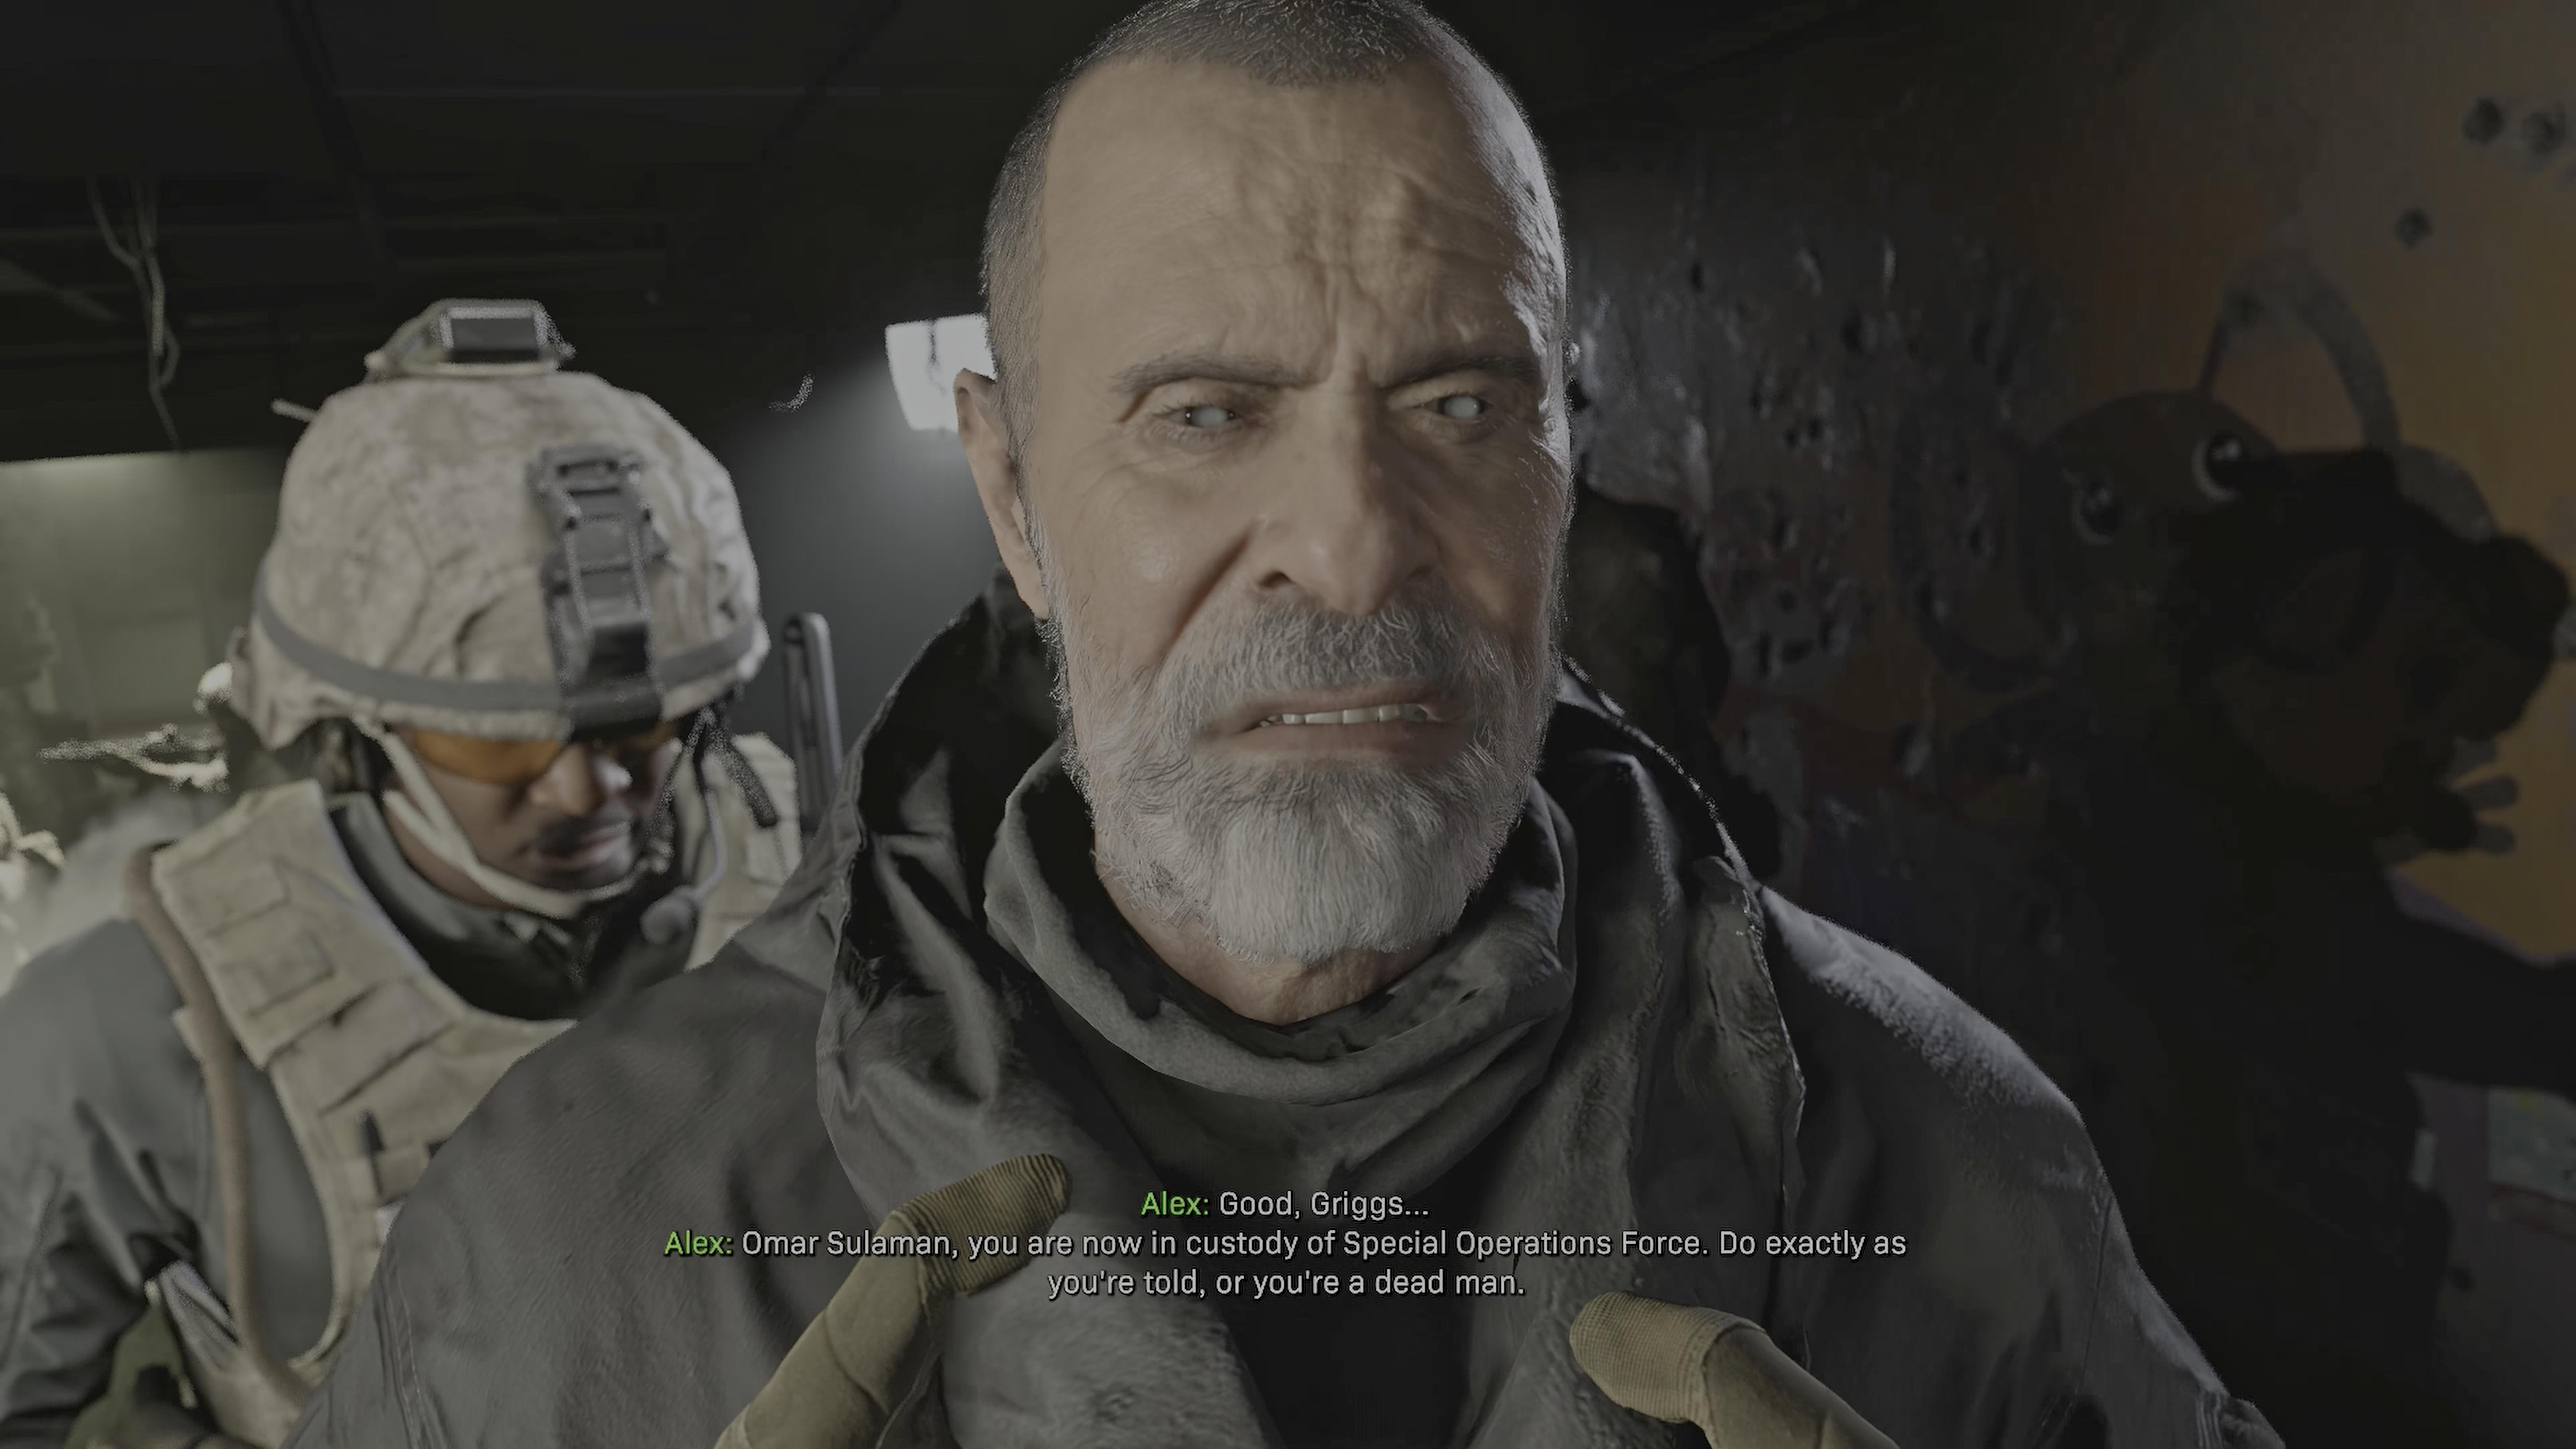 Alex: Good, Griggs...
Alex: Omar Sulaman, you are now in custody of Special Operations Force. Do exactly as
you're told, or you're a dead man.